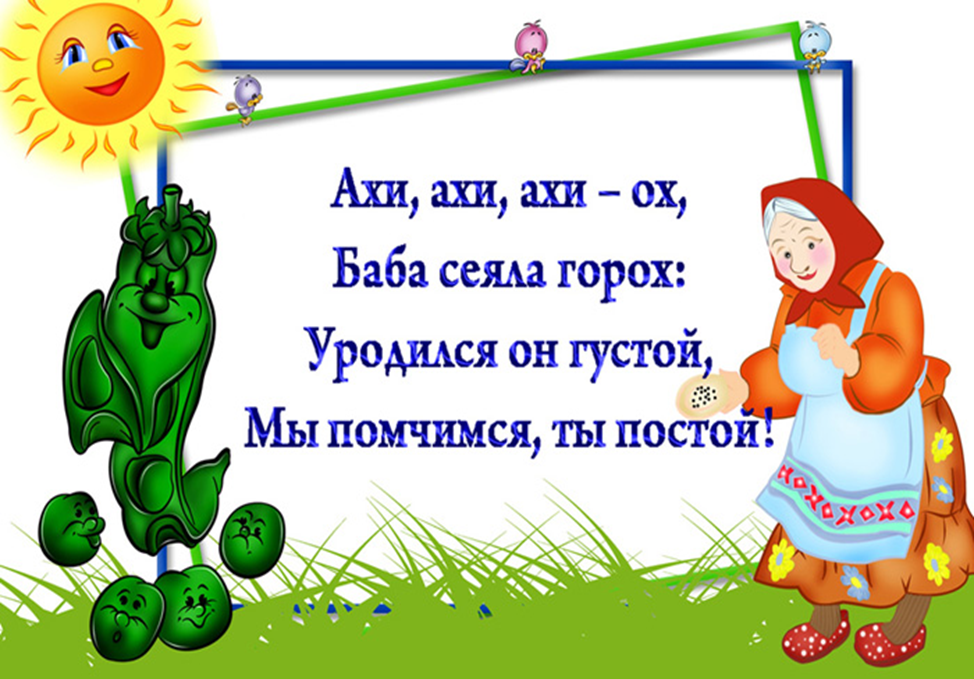 Ахи, ахи, ахи – ох,
Баба сеяла горох:
Уродился он густой,
Мы помчимся, ты постой!